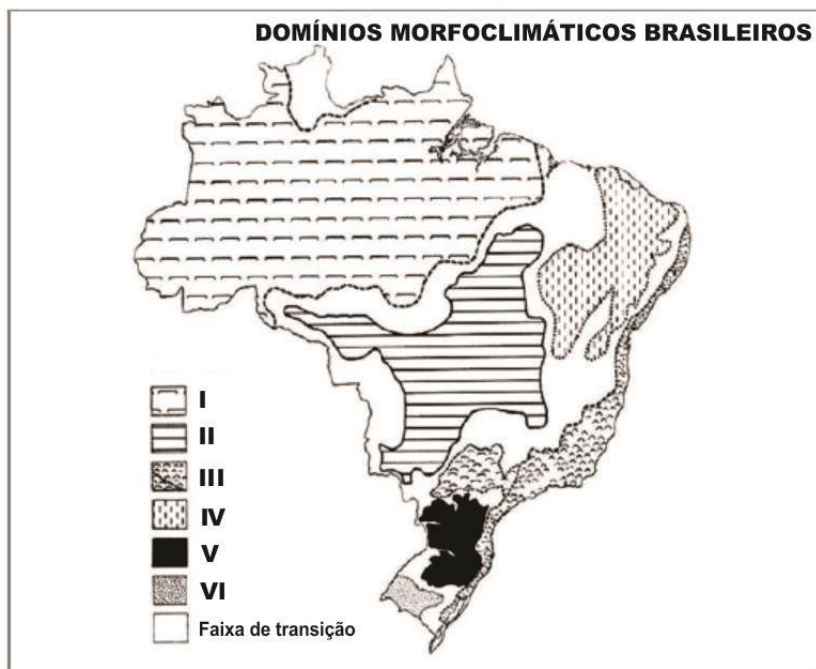 DOMÍNIOS MORFOCLIMÁTICOS BRASILEIROS
I
II
III
IV
V
VI
Faixa de transição